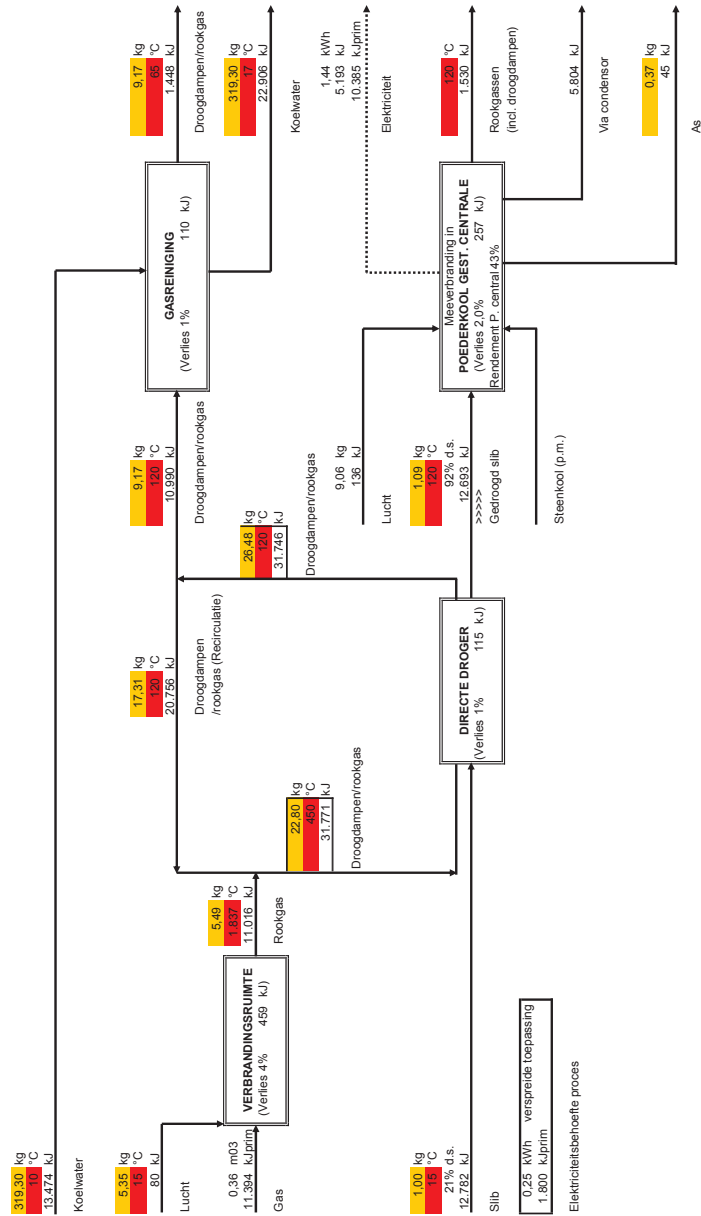 319,30 kg
10 °C
13.474 kJ
Koelwater
5,35 kg
15 °C
80 kJ
Lucht
0,36 m03
11.394 kJprim
Gas
VERBRANDINGSRUIMTE
(Verlies 4% 459 kJ)
5,49 kg
1.837 °C
11.016 kJ
Rookgas
17,31 kg
120 °C
20.756 kJ
Droogdampen
/rookgas (Recirculatie)
22,80 kg
450 °C
31.771 kJ
Droogdampen/rookgas
26,48 kg
120 °C
31.746 kJ
Droogdampen/rookgas
9,17 kg
120 °C
10.990 kJ
Droogdampen/rookgas
GASREINIGING
(Verlies 1% 110 kJ)
9,17 kg
65 °C
1.448 kJ
Droogdampen/rookgas
319,30 kg
17 °C
22.906 kJ
Koelwater
1,00 kg
15 °C
21% d.s.
12.782 kJ
Slib
DIRECTE DROGER
(Verlies 1% 115 kJ)
9,06 kg
136 kJ
Lucht
1,09 kg
120 °C
92% d.s.
12.693 kJ
>>>>>
Gedroogd slib
Steenkool (p.m.)
Meeverbranding in
POEDERKOOL GEST. CENTRALE
(Verlies 2,0% 257 kJ)
Rendement P. central 43%
1,44 kWh
5.193 kJ
10.385 kJprim
Elektriciteit
120 °C
1.530 kJ
Rookgassen
(incl. droogdampen)
5.804 kJ
Via condensor
0,37 kg
45 kJ
As
0,25 kWh verspreide toepassing
1.800 kJprim
Elektriciteitsbehoefte proces